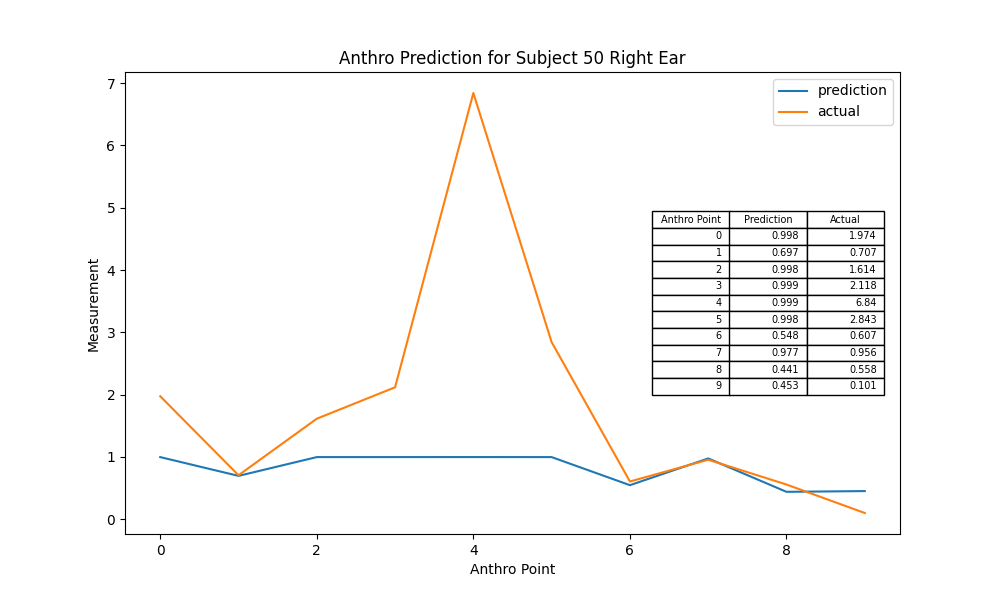 Anthro Prediction for Subject 50 Right Ear
prediction
actual
Measurement
7
6
5
4
3
2
1
0
Anthro Point Prediction Actual
0 0.998 1.974
1 0.697 0.707
2 0.998 1.614
3 0.999 2.118
4 0.999 6.84
5 0.998 2.843
6 0.548 0.607
7 0.977 0.956
8 0.441 0.558
9 0.453 0.101
0 2 4 6 8
Anthro Point